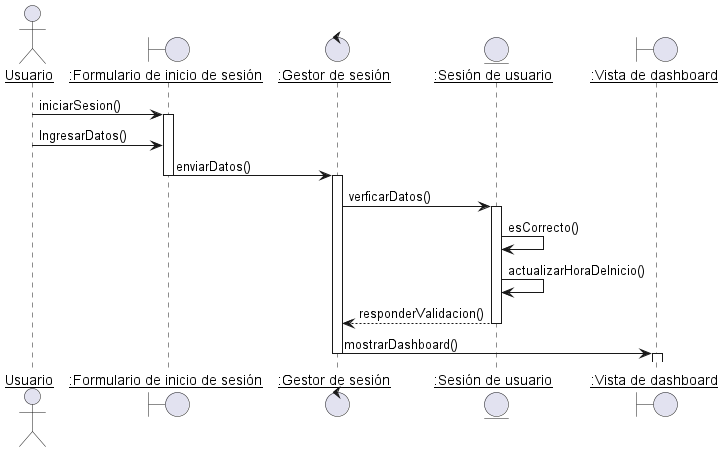 Usuario
:Formulario de inicio de sesión
:Gestor de sesión
:Sesión de usuario
:Vista de dashboard
iniciarSesion()
IngresarDatos()
enviarDatos()
verficarDatos()
esCorrecto()
actualizarHoraDeInicio()
responderValidacion()
mostrarDashboard()
Usuario
:Formulario de inicio de sesión
:Gestor de sesión
:Sesión de usuario
:Vista de dashboard